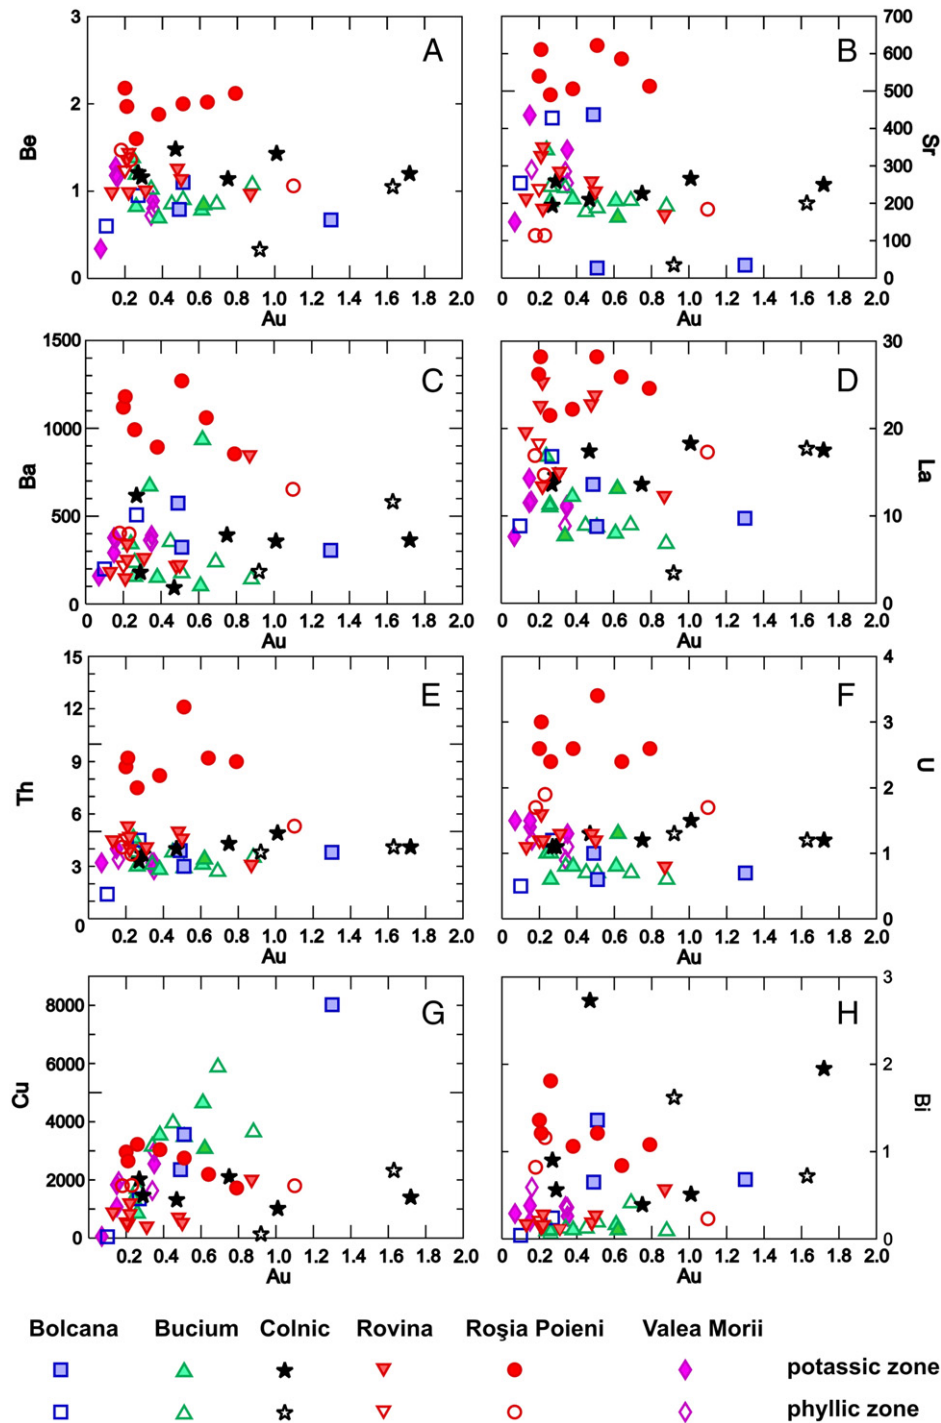 3
2
1
0
Be
A
0.2 0.4 0.6 0.8 1.0 1.2 1.4 1.6 1.8 2.0
Au
700
600
500
400
300
200
100
0
Sr
B
0 0.2 0.4 0.6 0.8 1.0 1.2 1.4 1.6 1.8 2.0
Au
1500
1000
500
0
Ba
C
0 0.2 0.4 0.6 0.8 1.0 1.2 1.4 1.6 1.8 2.0
Au
30
20
10
0
La
D
0 0.2 0.4 0.6 0.8 1.0 1.2 1.4 1.6 1.8 2.0
Au
15
12
9
6
3
0
Th
E
0.2 0.4 0.6 0.8 1.0 1.2 1.4 1.6 1.8 2.0
Au
4
3
2
1
0
U
F
0 0.2 0.4 0.6 0.8 1.0 1.2 1.4 1.6 1.8 2.0
Au
8000
6000
4000
2000
0
Cu
G
0.2 0.4 0.6 0.8 1.0 1.2 1.4 1.6 1.8 2.0
Au
3
2
1
0
Bi
H
0 0.2 0.4 0.6 0.8 1.0 1.2 1.4 1.6 1.8 2.0
Au
Bolcana Bucium Colnic Rovina Roşia Poieni Valea Morii
potassic zone
phyllic zone